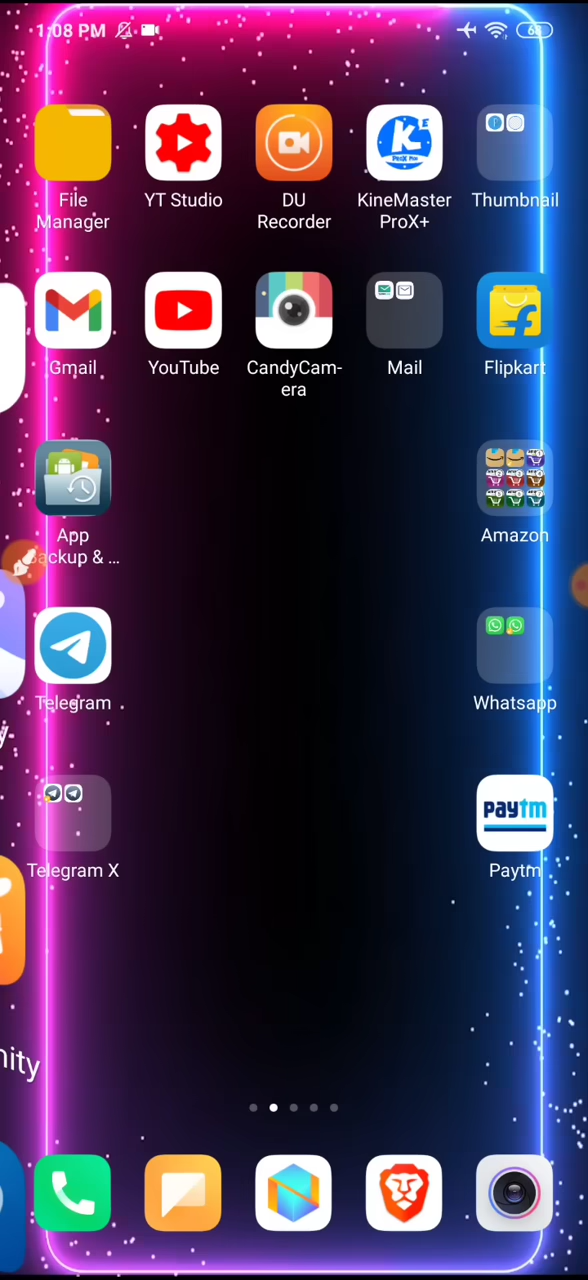 1:08 PM
68
File
Manager
YT Studio
DU
Recorder
KineMaster
ProX+
Thumbnail
Gmail
YouTube
CandyCam-
era
Mail
Flipkart
App
Backup & ...
Amazon
Telegram
Whatsapp
Telegram X
paytm
Paytm
nity